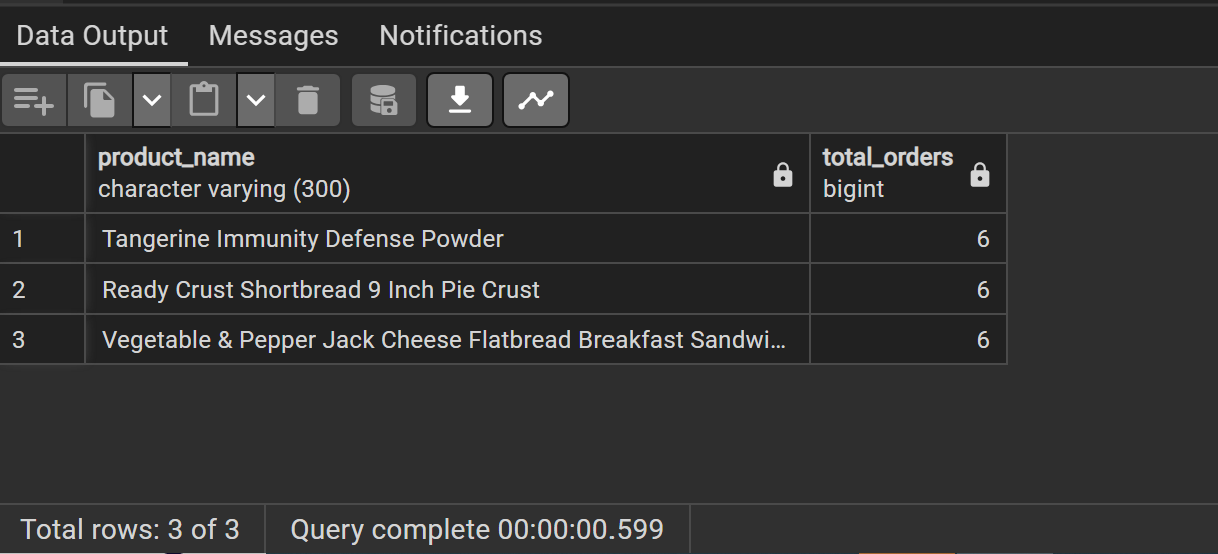 Data Output Messages Notifications
product_name total_orders
character varying (300) bigint
1 Tangerine Immunity Defense Powder 6
2 Ready Crust Shortbread 9 Inch Pie Crust 6
3 Vegetable & Pepper Jack Cheese Flatbread Breakfast Sandwi... 6
Total rows: 3 of 3 Query complete 00:00:00.599